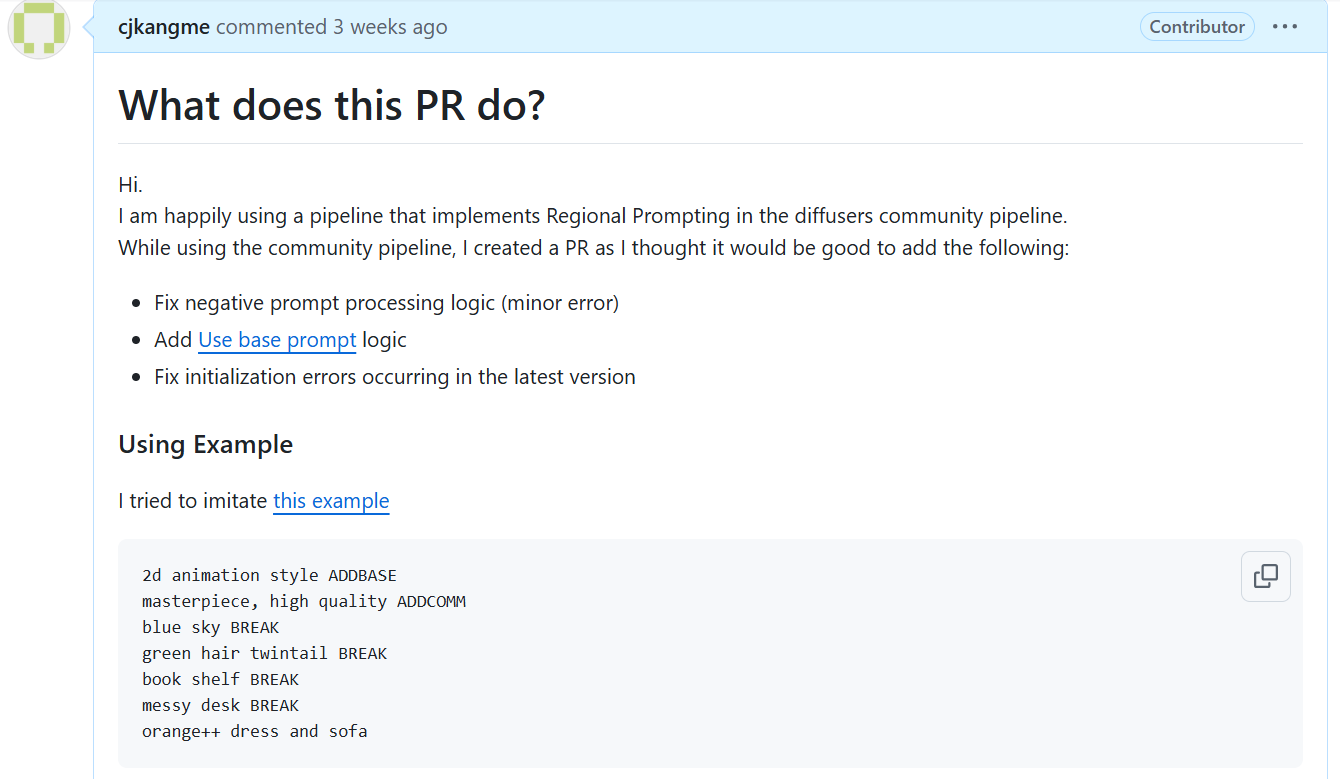 cjkangme commented 3 weeks ago
Contributor
What does this PR do?
Hi.
I am happily using a pipeline that implements Regional Prompting in the diffusers community pipeline.
While using the community pipeline, I created a PR as I thought it would be good to add the following:
Fix negative prompt processing logic (minor error)
Add Use base prompt logic
Fix initialization errors occurring in the latest version
Using Example
I tried to imitate this example
2d animation style ADDBASE
masterpiece, high quality ADDCOMM
blue sky BREAK
green hair twintail BREAK
book shelf BREAK
messy desk BREAK
orange++ dress and sofa